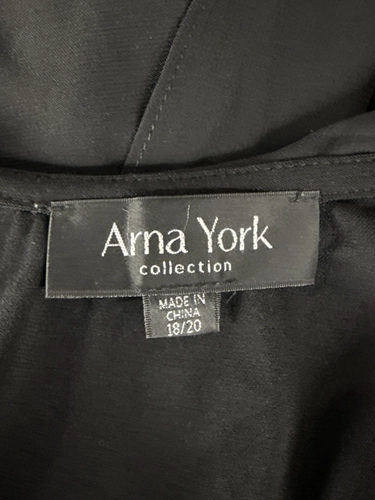 Arna York
collection
MADE IN
CHINA
18/20